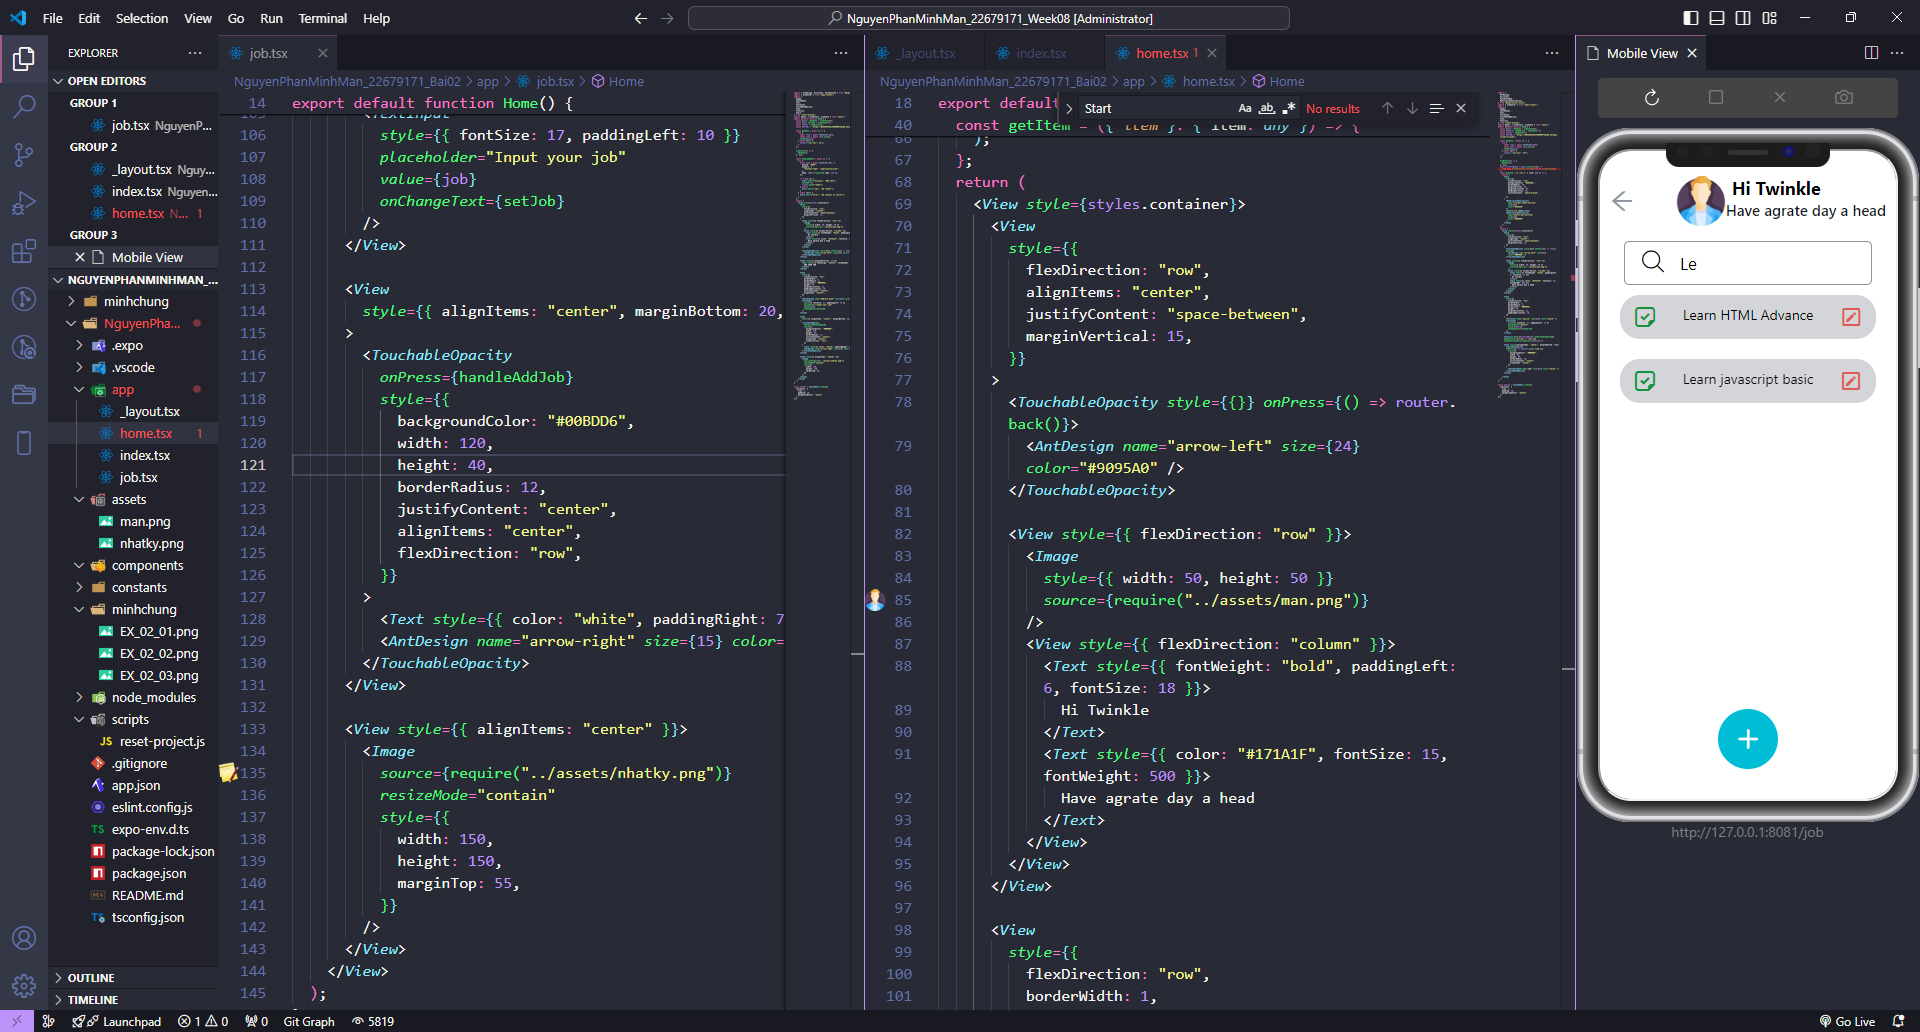 File Edit Selection View Go Run Terminal Help
NguyenPhanMinhMan_22679171_Week08 [Administrator]
EXPLORER
OPEN EDITORS
GROUP 1
job.tsx NguyenP...
GROUP 2
_layout.tsx Nguy...
index.tsx Nguyen...
home.tsx N... 1
GROUP 3
Mobile View
NGUYENPHANMINHMAN_...
minhchung
NguyenPha...
.expo
.vscode
app
_layout.tsx
home.tsx 1
index.tsx
job.tsx
assets
man.png
nhatky.png
components
constants
minhchung
EX_02_01.png
EX_02_02.png
EX_02_03.png
node_modules
scripts
JS reset-project.js
.gitignore
app.json
eslint.config.js
TS expo-env.d.ts
package-lock.json
package.json
README.md
tsconfig.json
OUTLINE
TIMELINE
job.tsx
NguyenPhanMinhMan_22679171_Bai02 > app > job.tsx > Home
14 export default function Home() {
105 <TextInput
106 style={{ fontSize: 17, paddingLeft: 10 }}
107 placeholder="Input your job"
108 value={job}
109 onChangeText={setJob}
110 />
111 </View>
112
113 <View
114 style={{ alignItems: "center", marginBottom: 20,
115 >
116 <TouchableOpacity
117 onPress={handleAddJob}
118 style={{
119 backgroundColor: "#00BDD6",
120 width: 120,
121 height: 40,
122 borderRadius: 12,
123 justifyContent: "center",
124 alignItems: "center",
125 flexDirection: "row",
126 }}
127 >
128 <Text style={{ color: "white", paddingRight: 7
129 <AntDesign name="arrow-right" size={15} color=
130 </TouchableOpacity>
131 </View>
132
133 <View style={{ alignItems: "center" }}>
134 <Image
135 source={require("../assets/nhatky.png")}
136 resizeMode="contain"
137 style={{
138 width: 150,
139 height: 150,
140 marginTop: 55,
141 }}
142 />
143 </View>
144 </View>
145 );
_layout.tsx index.tsx home.tsx 1
NguyenPhanMinhMan_22679171_Bai02 > app > home.tsx > Home
Start Aa ab .* No results
18 export default
40 const getItem = ({ item }: { item: any }) => {
66 );
67 };
68 return (
69 <View style={styles.container}>
70 <View
71 style={{
72 flexDirection: "row",
73 alignItems: "center",
74 justifyContent: "space-between",
75 marginVertical: 15,
76 }}
77 >
78 <TouchableOpacity style={{}} onPress={() => router.
back()}>
79 <AntDesign name="arrow-left" size={24}
color="#9095A0" />
80 </TouchableOpacity>
81
82 <View style={{ flexDirection: "row" }}>
83 <Image
84 style={{ width: 50, height: 50 }}
85 source={require("../assets/man.png")}
86 />
87 <View style={{ flexDirection: "column" }}>
88 <Text style={{ fontWeight: "bold", paddingLeft:
6, fontSize: 18 }}>
89 Hi Twinkle
90 </Text>
91 <Text style={{ color: "#171A1F", fontSize: 15,
fontWeight: 500 }}>
92 Have agrate day a head
93 </Text>
94 </View>
95 </View>
96 </View>
97
98 <View
99 style={{
100 flexDirection: "row",
101 borderWidth: 1,
Mobile View
Hi Twinkle
Have agrate day a head
Le
Learn HTML Advance
Learn javascript basic
http://127.0.0.1:8081/job
Launchpad 1 0 0 Git Graph 5819 Go Live